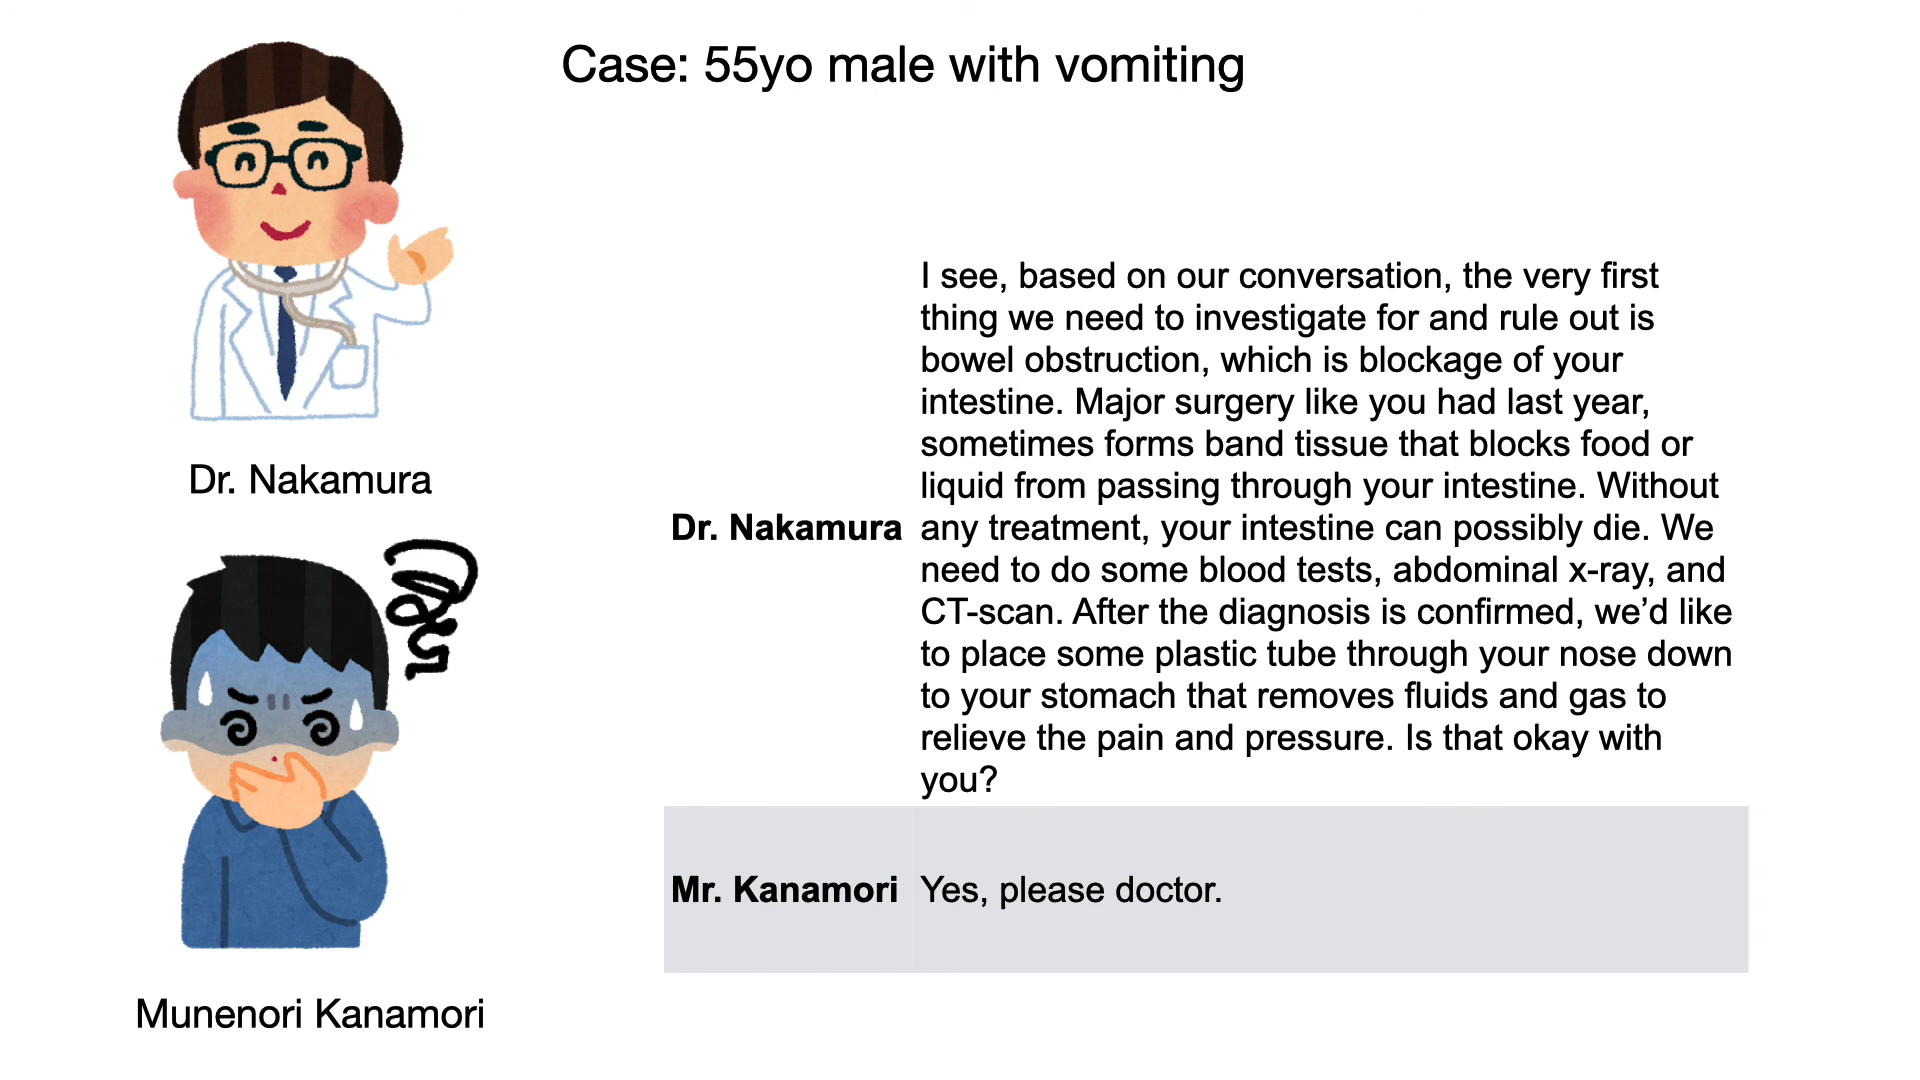 Case: 55yo male with vomiting
Dr. Nakamura
Munenori Kanamori
Dr. Nakamura
I see, based on our conversation, the very first
thing we need to investigate for and rule out is
bowel obstruction, which is blockage of your
intestine. Major surgery like you had last year,
sometimes forms band tissue that blocks food or
liquid from passing through your intestine. Without
any treatment, your intestine can possibly die. We
need to do some blood tests, abdominal x-ray, and
CT-scan. After the diagnosis is confirmed, we’d like
to place some plastic tube through your nose down
to your stomach that removes fluids and gas to
relieve the pain and pressure. Is that okay with
you?
Mr. Kanamori
Yes, please doctor.